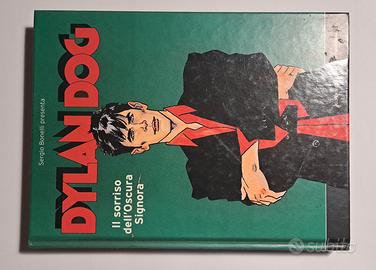 Sergio Bonelli presenta
DYLAN DOG
Il sorriso
dell'Oscura
Signora
subito